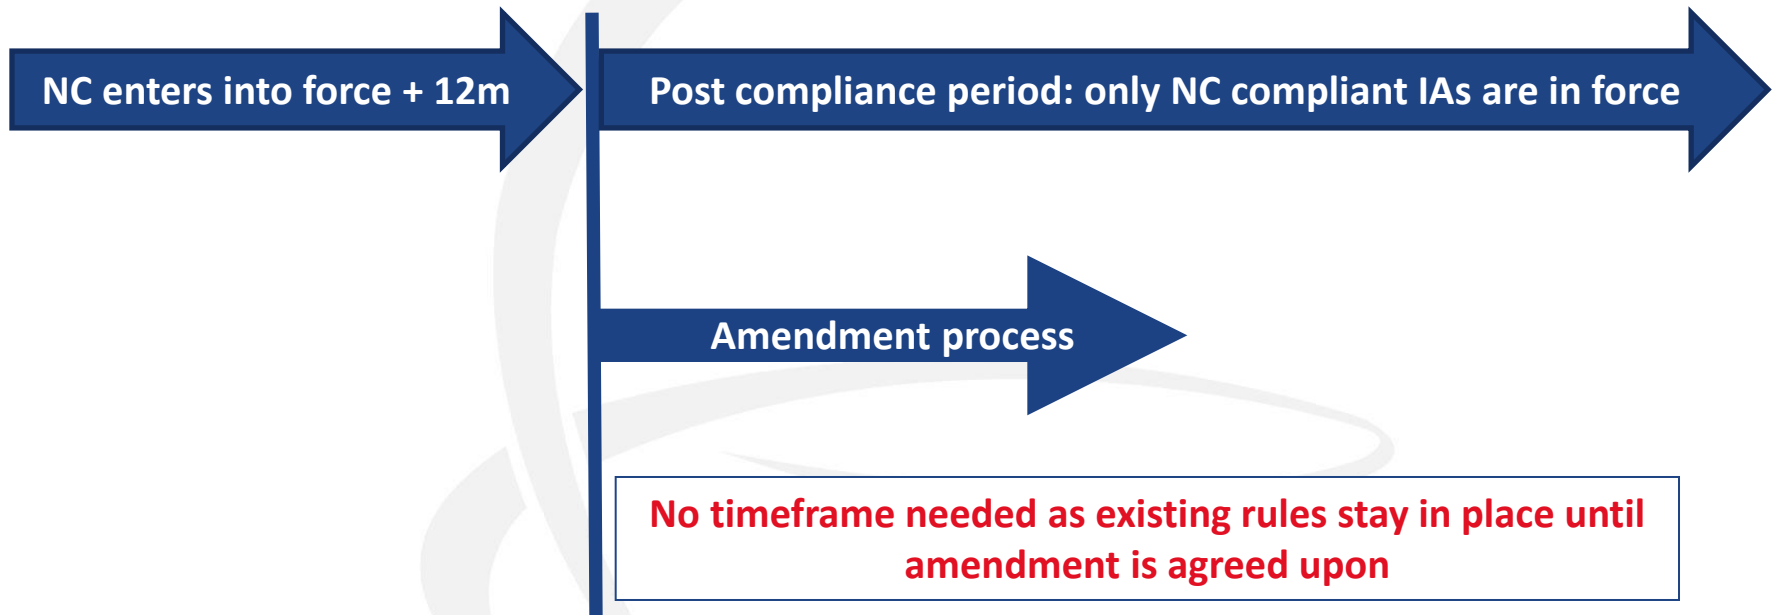 NC enters into force + 12m
Post compliance period: only NC compliant IAs are in force
Amendment process
No timeframe needed as existing rules stay in place until
amendment is agreed upon